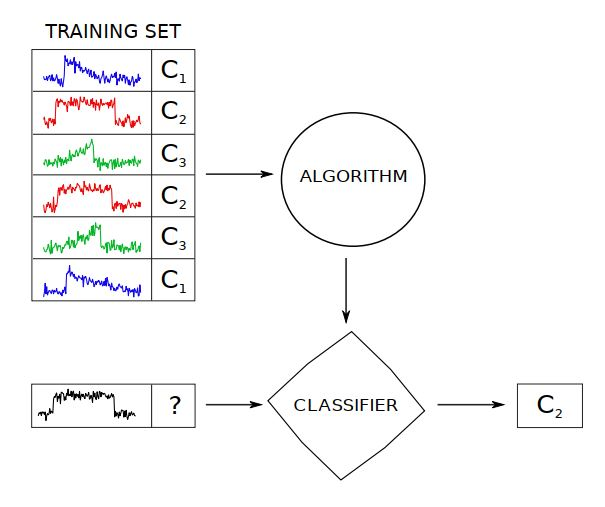 TRAINING SET
C₁
C₂
C₃
C₂
C₃
C₁
ALGORITHM
?
CLASSIFIER
C₂